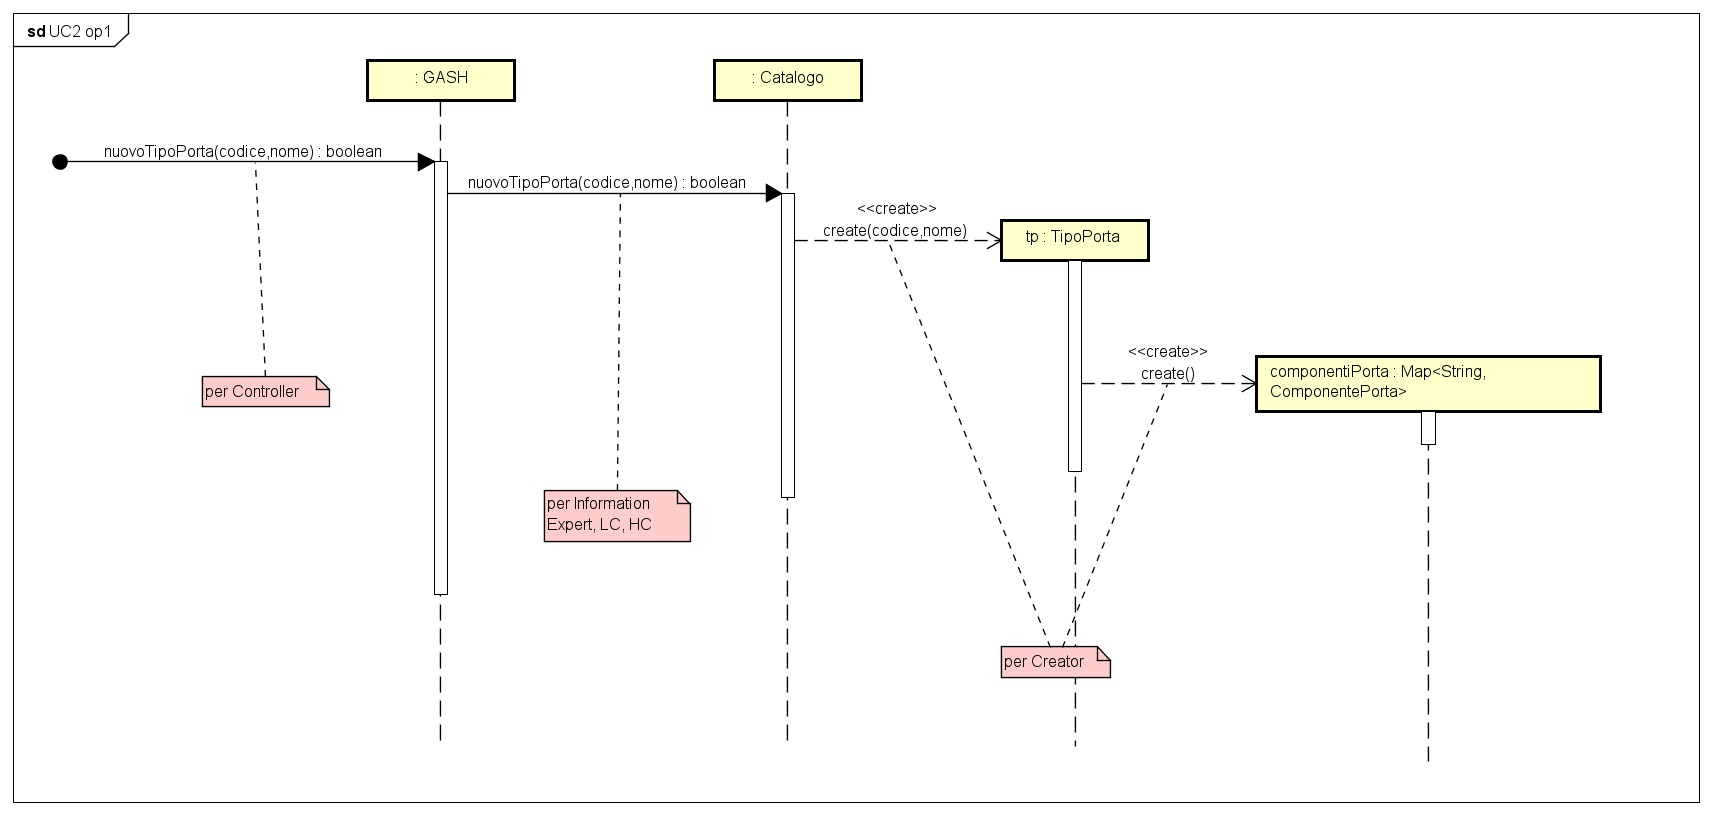 sd UC2 op1
: GASH
: Catalogo
nuovoTipoPorta(codice,nome) : boolean
nuovoTipoPorta(codice,nome) : boolean
<<create>>
create(codice,nome)
tp : TipoPorta
<<create>>
create()
componentiPorta : Map<String,
ComponentePorta>
per Controller
per Information
Expert, LC, HC
per Creator